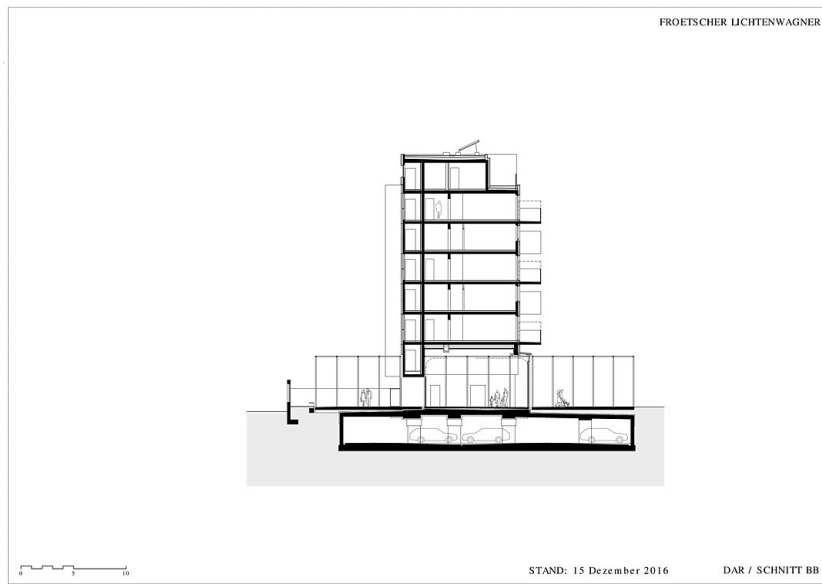 FROETSCHER LICHTENWAGNER
0 5 10
STAND: 15 Dezember 2016
DAR / SCHNITT BB